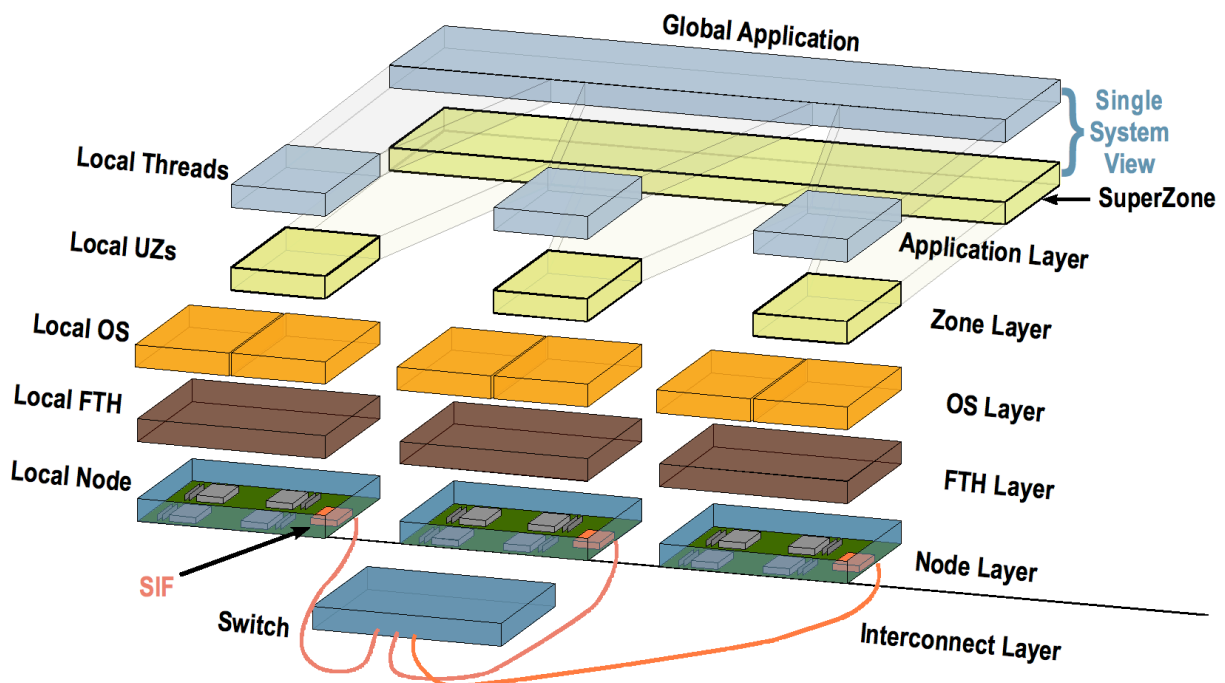 Global Application
Single
System
View
Local Threads
SuperZone
Local UZs
Application Layer
Local OS
Zone Layer
Local FTH
OS Layer
Local Node
FTH Layer
SIF
Node Layer
Switch
Interconnect Layer